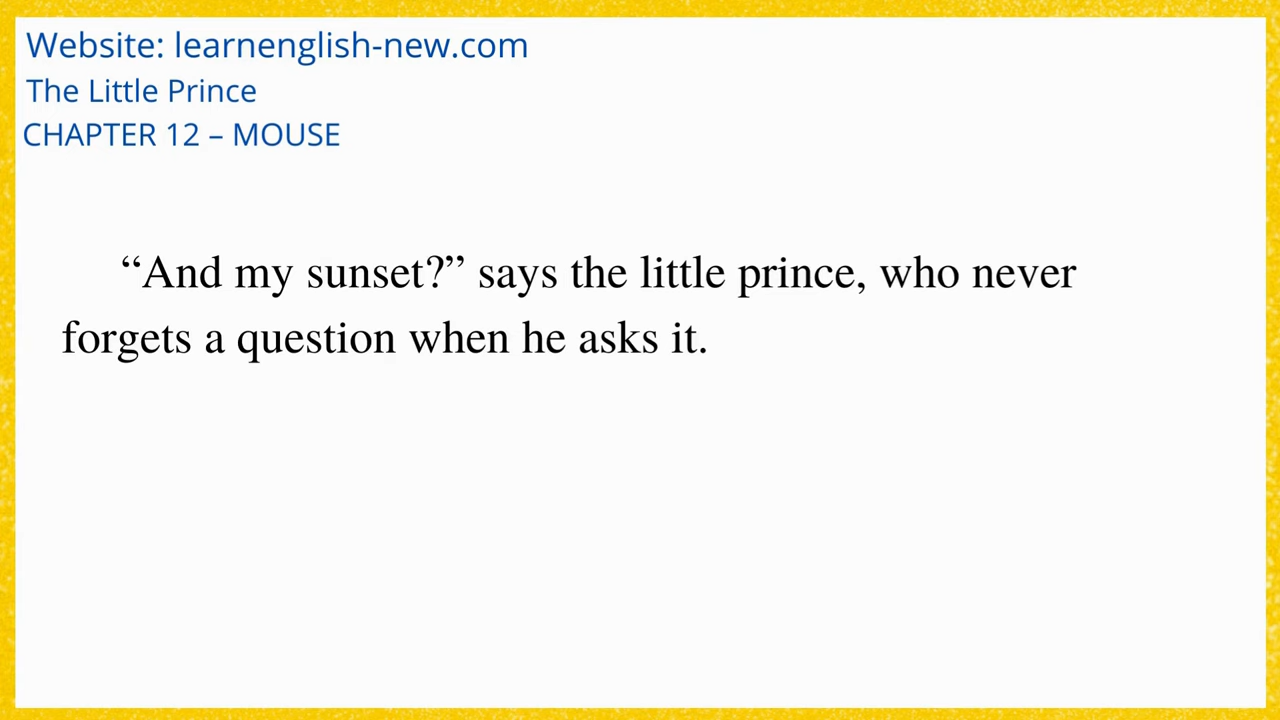 Website: learnenglish-new.com
The Little Prince
CHAPTER 12 – MOUSE
“And my sunset?” says the little prince, who never
forgets a question when he asks it.